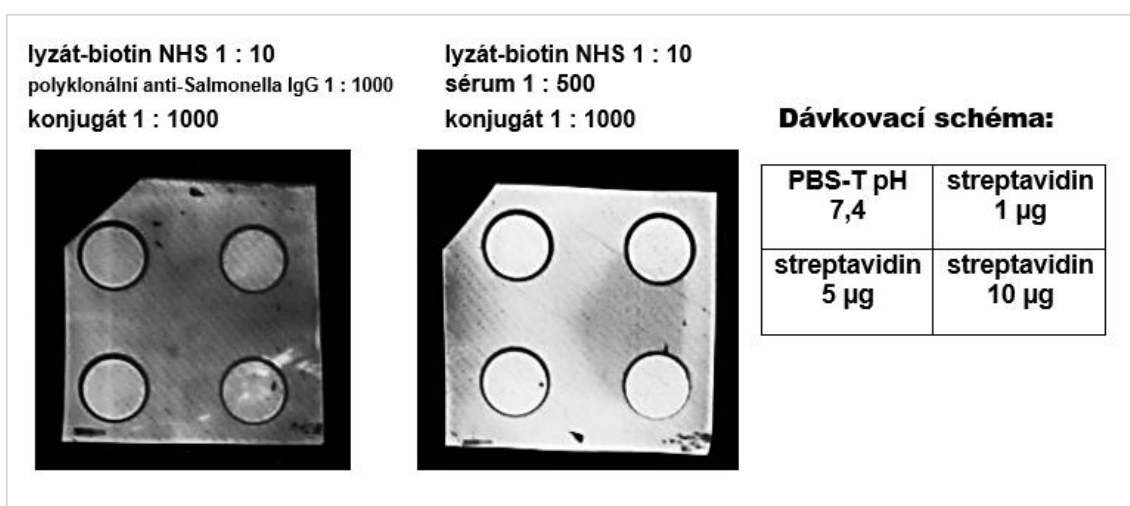 lyzát-biotin NHS 1 : 10
polyklonální anti-Salmonella IgG 1 : 1000
konjugát 1 : 1000
lyzát-biotin NHS 1 : 10
sérum 1 : 500
konjugát 1 : 1000
Dávkovací schéma:
PBS-T pH
7,4
streptavidin
1 µg
streptavidin
5 µg
streptavidin
10 µg